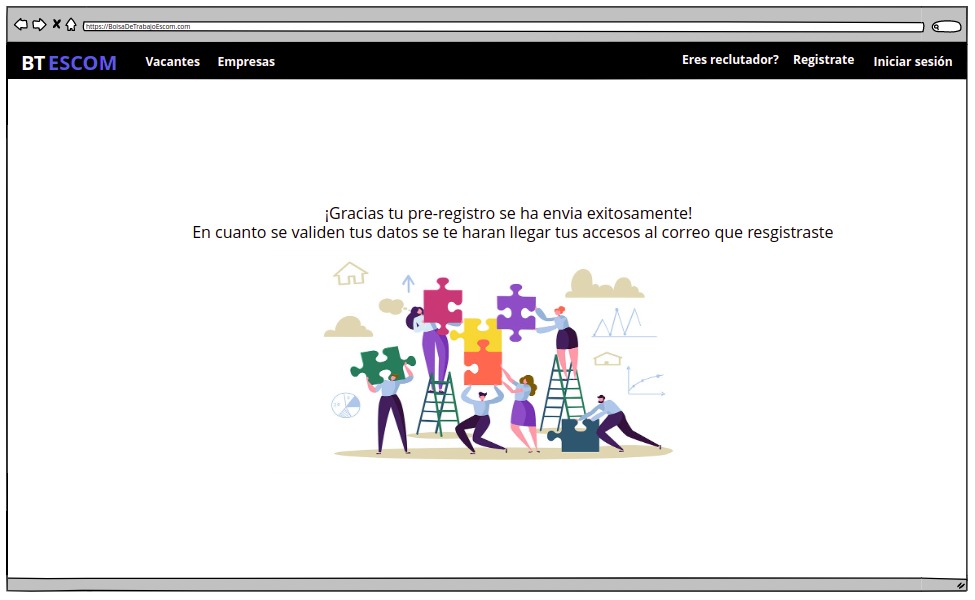 https://BolsaDeTrabajoEscom.com
BT ESCOM Vacantes Empresas Eres reclutador? Registrate Iniciar sesión
¡Gracias tu pre-registro se ha envia exitosamente!
En cuanto se validen tus datos se te haran llegar tus accesos al correo que resgistraste